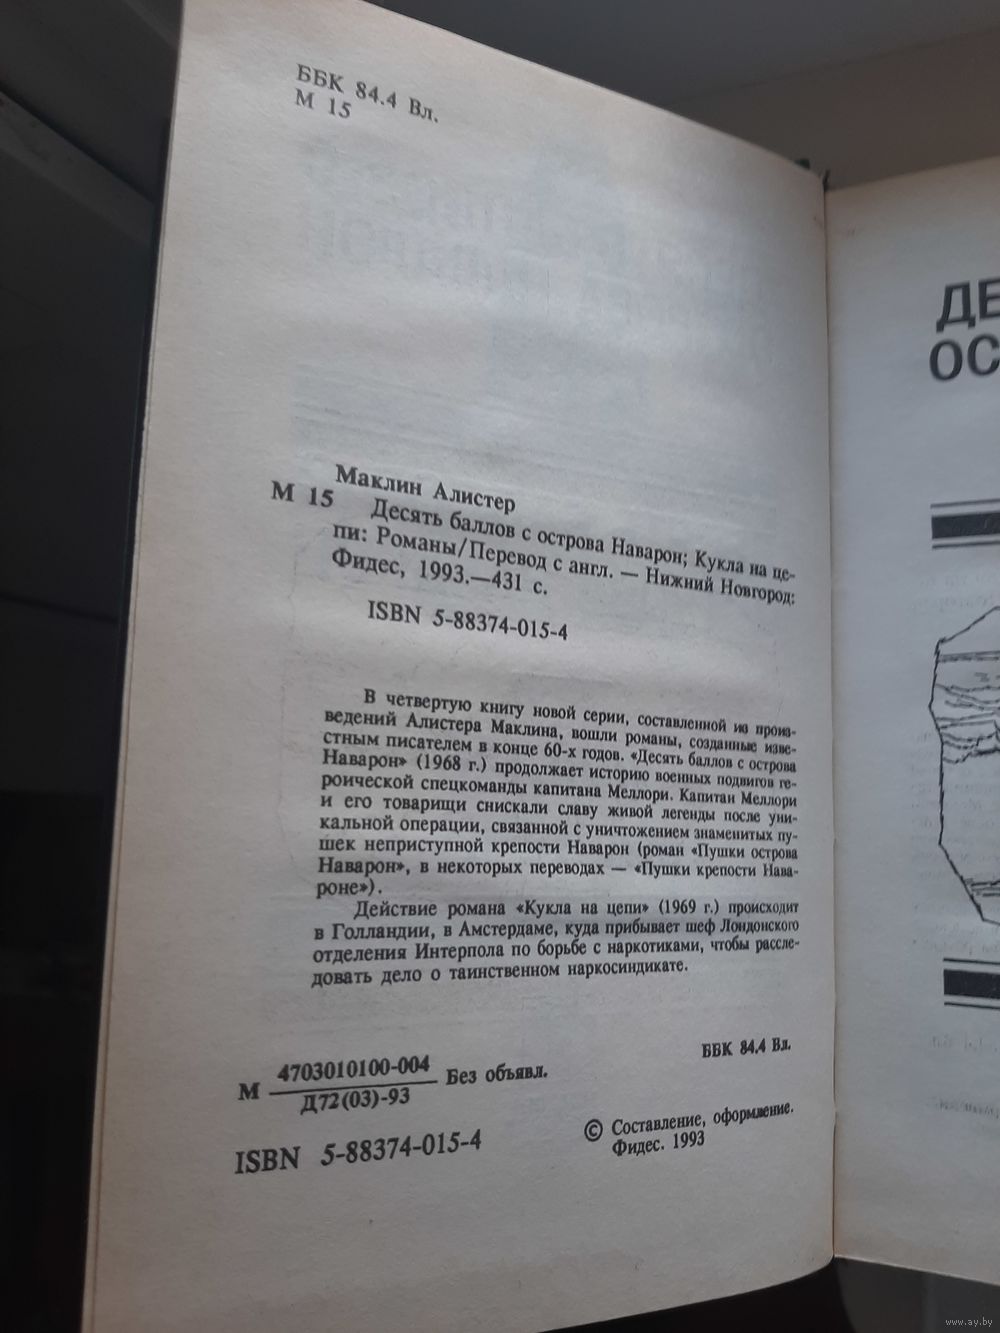 ББК 84.4 Вл.
М 15
Маклин Алистер
М 15 Десять баллов с острова Наварон; Кукла на це-
пи: Романы/Перевод с англ. — Нижний Новгород:
Фидес, 1993.—431 с.
ISBN 5-88374-015-4
В четвертую книгу новой серии, составленной из произ-
ведений Алистера Маклина, вошли романы, созданные изве-
стным писателем в конце 60-х годов. «Десять баллов с острова
Наварон» (1968 г.) продолжает историю военных подвигов ге-
роической спецкоманды капитана Меллори. Капитан Меллори
и его товарищи снискали славу живой легенды после уни-
кальной операции, связанной с уничтожением знаменитых пу-
шек неприступной крепости Наварон (роман «Пушки острова
Наварон», в некоторых переводах — «Пушки крепости Нава-
роне»).
Действие романа «Кукла на цепи» (1969 г.) происходит
в Голландии, в Амстердаме, куда прибывает шеф Лондонского
отделения Интерпола по борьбе с наркотиками, чтобы рассле-
довать дело о таинственном наркосиндикате.
М 4703010100-004 Без объявл.
Д72(03)-93
ББК 84.4 Вл.
ISBN 5-88374-015-4
© Составление, оформление.
Фидес. 1993
ДЕ
ОС
www.ay.by